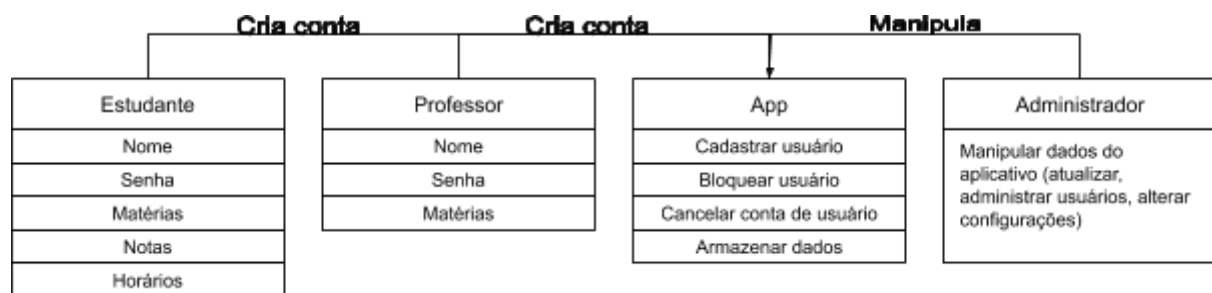 Cria conta
Cria conta
Manipula
Estudante
Nome
Senha
Matérias
Notas
Horários
Professor
Nome
Senha
Matérias
App
Cadastrar usuário
Bloquear usuário
Cancelar conta de usuário
Armazenar dados
Administrador
Manipular dados do
aplicativo (atualizar,
administrar usuários, alterar
configurações)